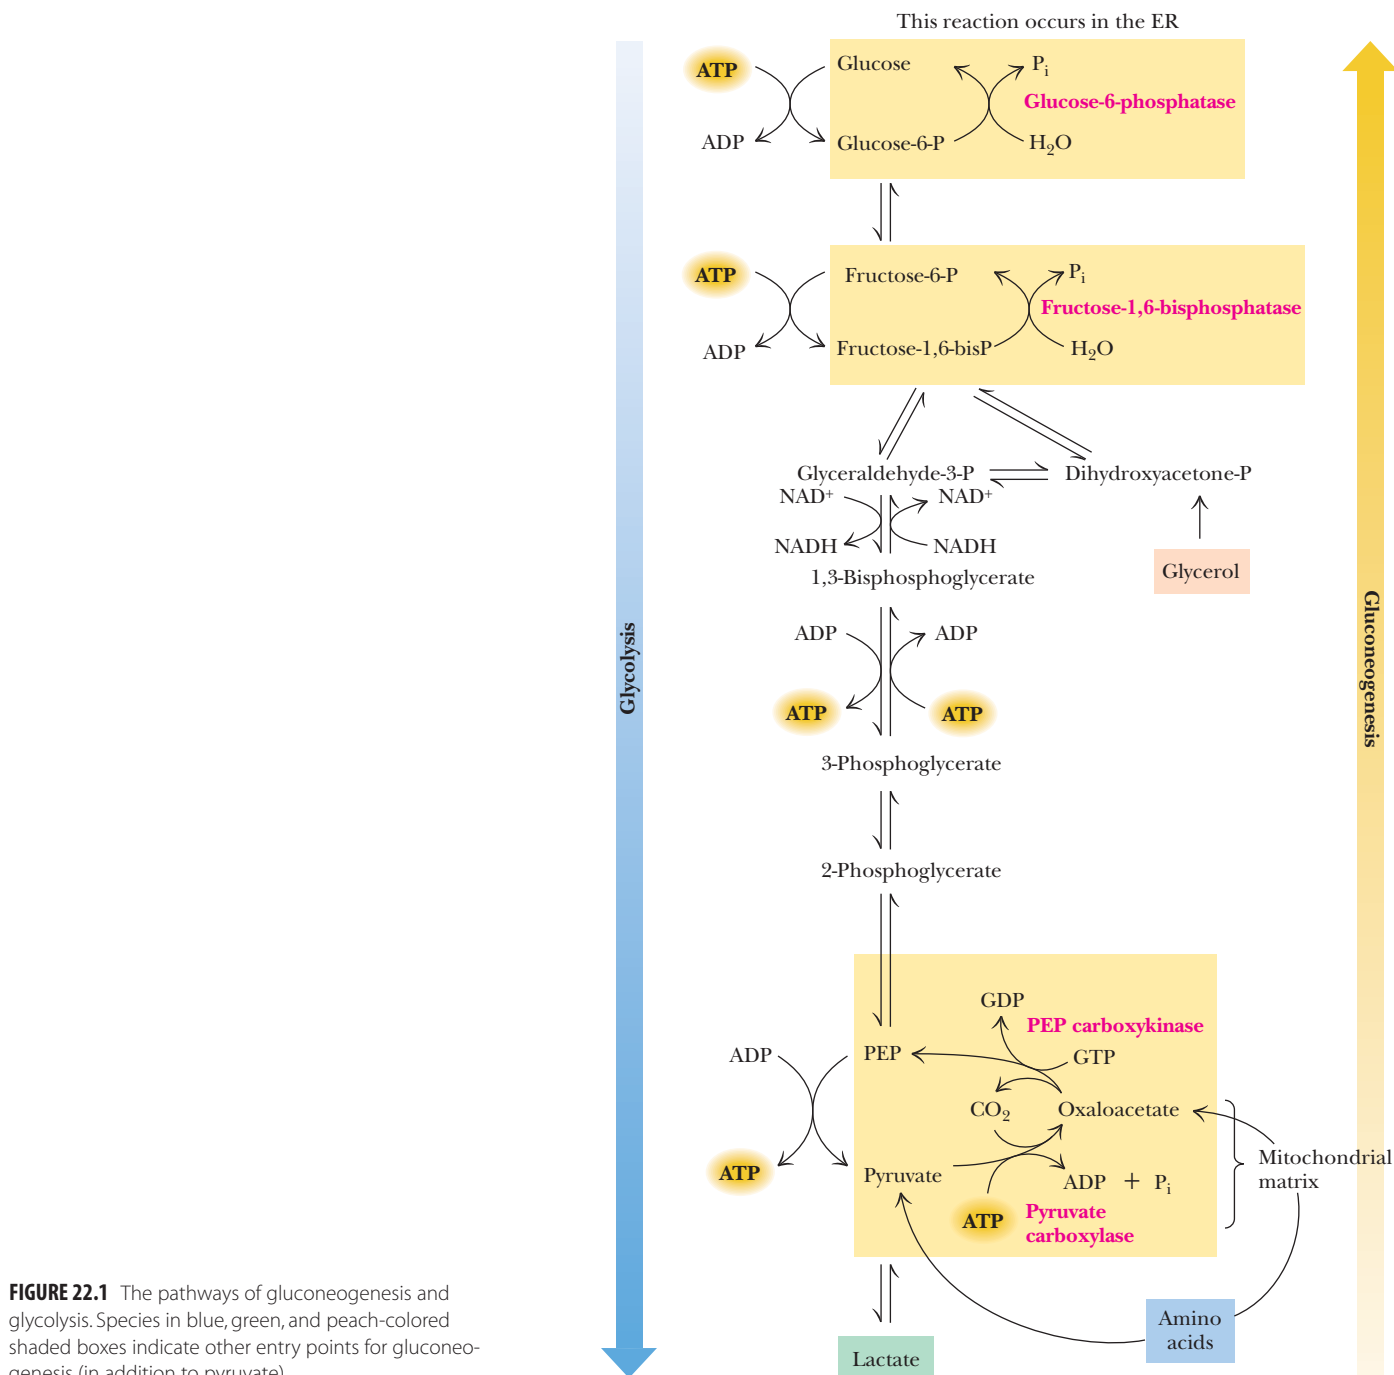 This reaction occurs in the ER
ATP
Glucose
Pi
Glucose-6-phosphatase
ADP
Glucose-6-P
H2O
ATP
Fructose-6-P
Pi
Fructose-1,6-bisphosphatase
ADP
Fructose-1,6-bisP
H2O
Glyceraldehyde-3-P
Dihydroxyacetone-P
NAD+
NAD+
NADH
NADH
Glycerol
1,3-Bisphosphoglycerate
Glycolysis
Gluconeogenesis
ADP
ADP
ATP
ATP
3-Phosphoglycerate
2-Phosphoglycerate
GDP
PEP carboxykinase
ADP
PEP
GTP
CO2
Oxaloacetate
Mitochondrial
matrix
ATP
Pyruvate
ADP + Pi
ATP
Pyruvate
carboxylase
Amino
acids
Lactate
FIGURE 22.1 The pathways of gluconeogenesis and
glycolysis. Species in blue, green, and peach-colored
shaded boxes indicate other entry points for gluconeo-
genesis (in addition to pyruvate).